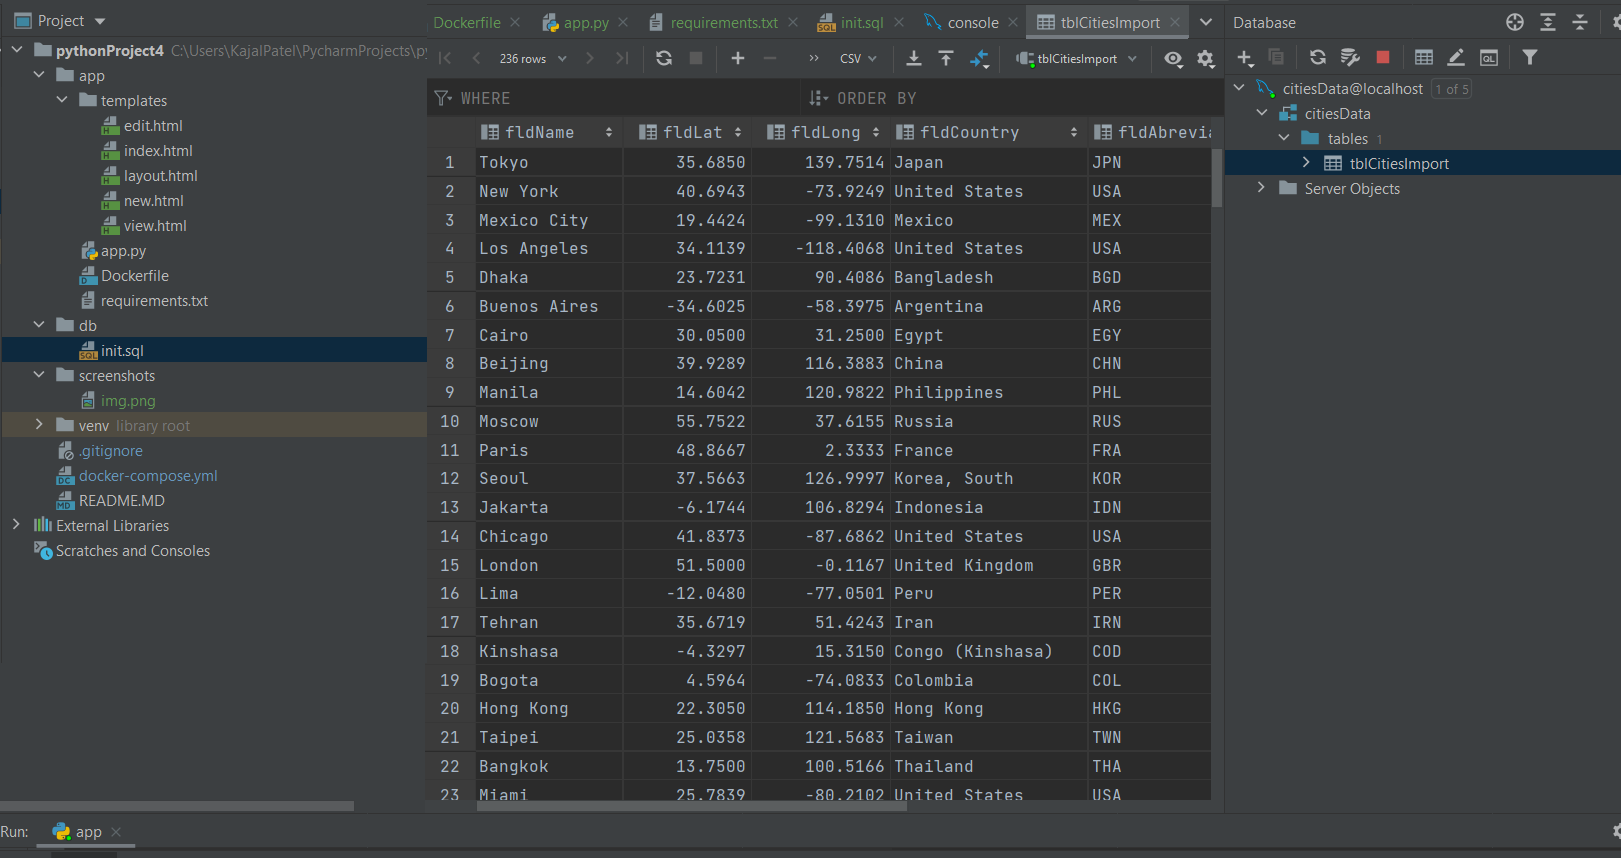 Project
pythonProject4 C:\Users\KajalPatel\PycharmProjects\py
app
templates
edit.html
index.html
layout.html
new.html
view.html
app.py
Dockerfile
requirements.txt
db
init.sql
screenshots
img.png
venv library root
.gitignore
docker-compose.yml
README.MD
External Libraries
Scratches and Consoles
Dockerfile app.py requirements.txt init.sql console tblCitiesImport
236 rows CSV tblCitiesImport
WHERE ORDER BY
fldName fldLat fldLong fldCountry fldAbrevia
1 Tokyo 35.6850 139.7514 Japan JPN
2 New York 40.6943 -73.9249 United States USA
3 Mexico City 19.4424 -99.1310 Mexico MEX
4 Los Angeles 34.1139 -118.4068 United States USA
5 Dhaka 23.7231 90.4086 Bangladesh BGD
6 Buenos Aires -34.6025 -58.3975 Argentina ARG
7 Cairo 30.0500 31.2500 Egypt EGY
8 Beijing 39.9289 116.3883 China CHN
9 Manila 14.6042 120.9822 Philippines PHL
10 Moscow 55.7522 37.6155 Russia RUS
11 Paris 48.8667 2.3333 France FRA
12 Seoul 37.5663 126.9997 Korea, South KOR
13 Jakarta -6.1744 106.8294 Indonesia IDN
14 Chicago 41.8373 -87.6862 United States USA
15 London 51.5000 -0.1167 United Kingdom GBR
16 Lima -12.0480 -77.0501 Peru PER
17 Tehran 35.6719 51.4243 Iran IRN
18 Kinshasa -4.3297 15.3150 Congo (Kinshasa) COD
19 Bogota 4.5964 -74.0833 Colombia COL
20 Hong Kong 22.3050 114.1850 Hong Kong HKG
21 Taipei 25.0358 121.5683 Taiwan TWN
22 Bangkok 13.7500 100.5166 Thailand THA
23 Miami 25.7839 -80.2102 United States USA
Database
citiesData@localhost 1 of 5
citiesData
tables 1
tblCitiesImport
Server Objects
Run: app